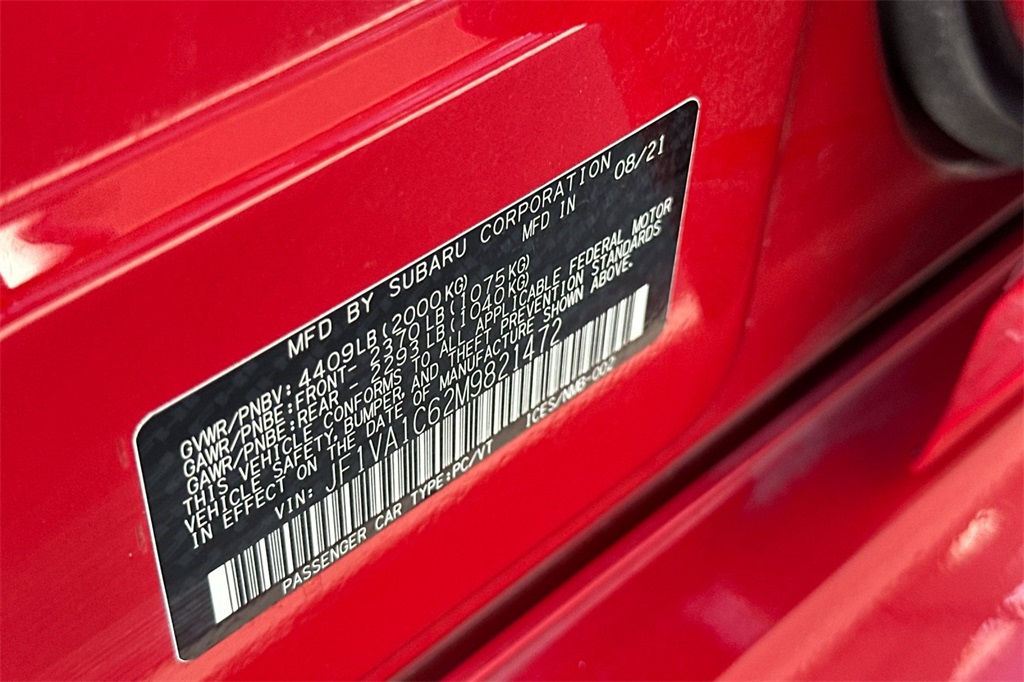 MFD BY SUBARU CORPORATION
MFD IN 08/21
GVWR/PNBV: 4409LB(2000KG)
GAWR/PNBE:FRONT- 2370LB(1075KG)
GAWR/PNBE:REAR - 2293LB(1040KG)
THIS VEHICLE CONFORMS TO ALL APPLICABLE FEDERAL MOTOR
VEHICLE SAFETY, BUMPER, AND THEFT PREVENTION STANDARDS
IN EFFECT ON THE DATE OF MANUFACTURE SHOWN ABOVE.
VIN: JF1VA1C62M9821472
PASSENGER CAR TYPE:PC/VT ICES/NMB-002